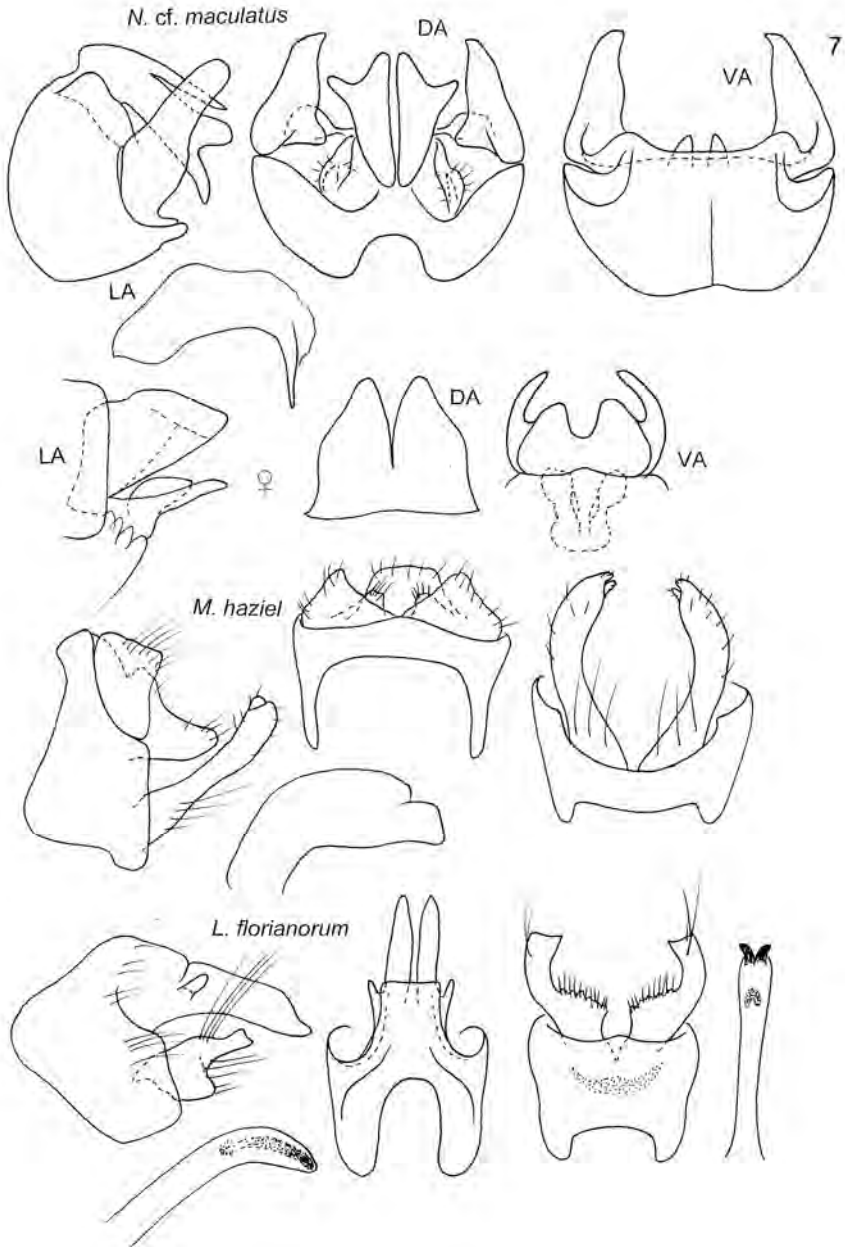 N. cf. maculatus
DA
VA
7
LA
LA
♀
DA
VA
M. haziel
L. florianorum